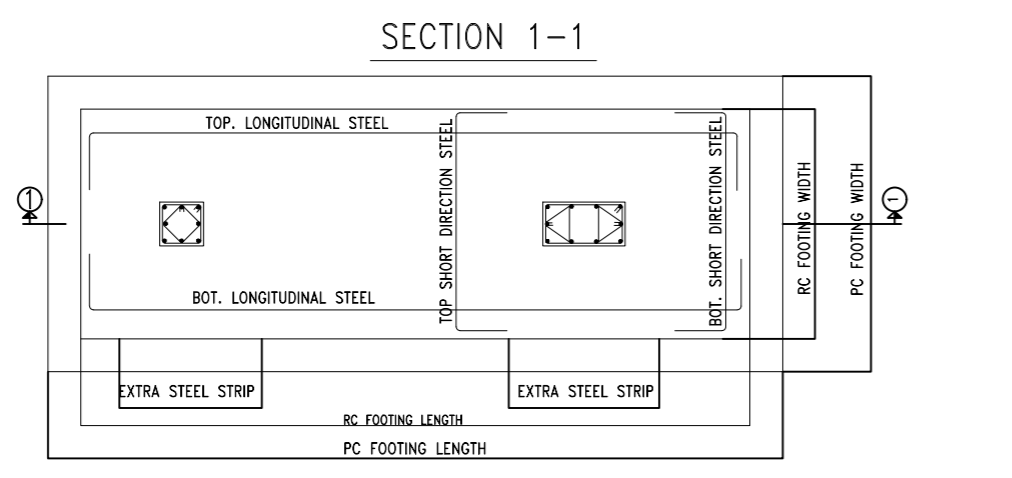 SECTION 1-1
TOP. LONGITUDINAL STEEL
TOP SHORT DIRECTION STEEL
BOT. SHORT DIRECTION STEEL
RC FOOTING WIDTH
PC FOOTING WIDTH
1
1
BOT. LONGITUDINAL STEEL
EXTRA STEEL STRIP
EXTRA STEEL STRIP
RC FOOTING LENGTH
PC FOOTING LENGTH